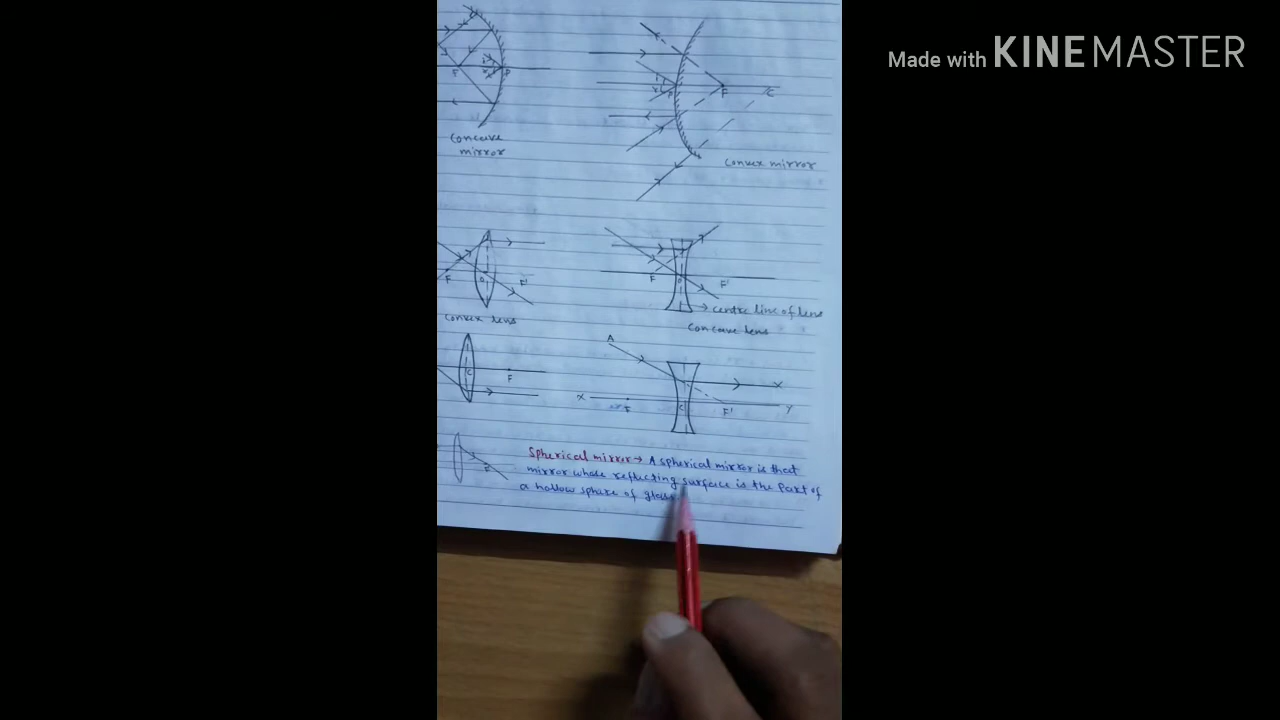 Made with KINEMASTER
P
P
F
C
Concave
mirror
Convex mirror
F
O
F'
F
O
F'
→ centre line of lens
Convex lens
Concave lens
A
C
F
X
X
F
C
F'
Y
F
Spherical mirror → A spherical mirror is that
mirror whose reflecting surface is the part of
a hollow sphere of glass